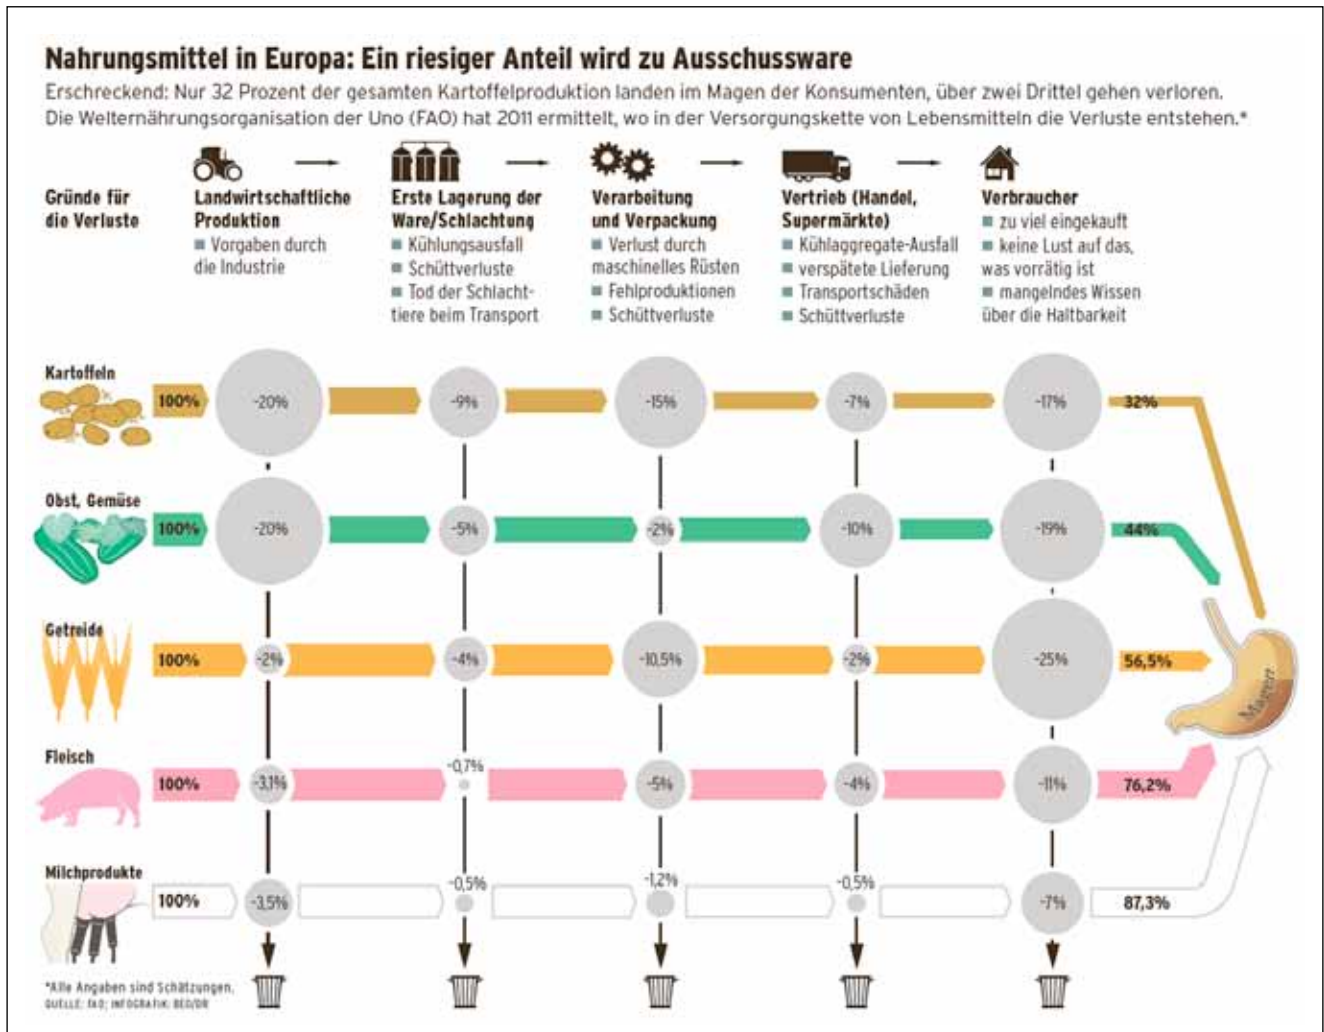 Nahrungsmittel in Europa: Ein riesiger Anteil wird zu Ausschussware
Erschreckend: Nur 32 Prozent der gesamten Kartoffelproduktion landen im Magen der Konsumenten, über zwei Drittel gehen verloren.
Die Welternährungsorganisation der Uno (FAO) hat 2011 ermittelt, wo in der Versorgungskette von Lebensmitteln die Verluste entstehen.*
Gründe für
die Verluste
Landwirtschaftliche
Produktion
Vorgaben durch
die Industrie
Erste Lagerung der
Ware/Schlachtung
Kühlungsausfall
Schüttverluste
Tod der Schlacht-
tiere beim Transport
Verarbeitung
und Verpackung
Verlust durch
maschinelles Rüsten
Fehlproduktionen
Schüttverluste
Vertrieb (Handel,
Supermärkte)
Kühlaggregate-Ausfall
verspätete Lieferung
Transportschäden
Schüttverluste
Verbraucher
zu viel eingekauft
keine Lust auf das,
was vorrätig ist
mangelndes Wissen
über die Haltbarkeit
Kartoffeln
100% -20% -9% -15% -7% -17% 32%
Obst, Gemüse
100% -20% -5% -2% -10% -19% 44%
Getreide
100% -2% -4% -10,5% -2% -25% 56,5%
Magen
Fleisch
100% -3,1% -0,7% -5% -4% -11% 76,2%
Milchprodukte
100% -3,5% -0,5% -1,2% -0,5% -7% 87,3%
*Alle Angaben sind Schätzungen.
QUELLE: FAO; INFOGRAFIK: BEO/DR